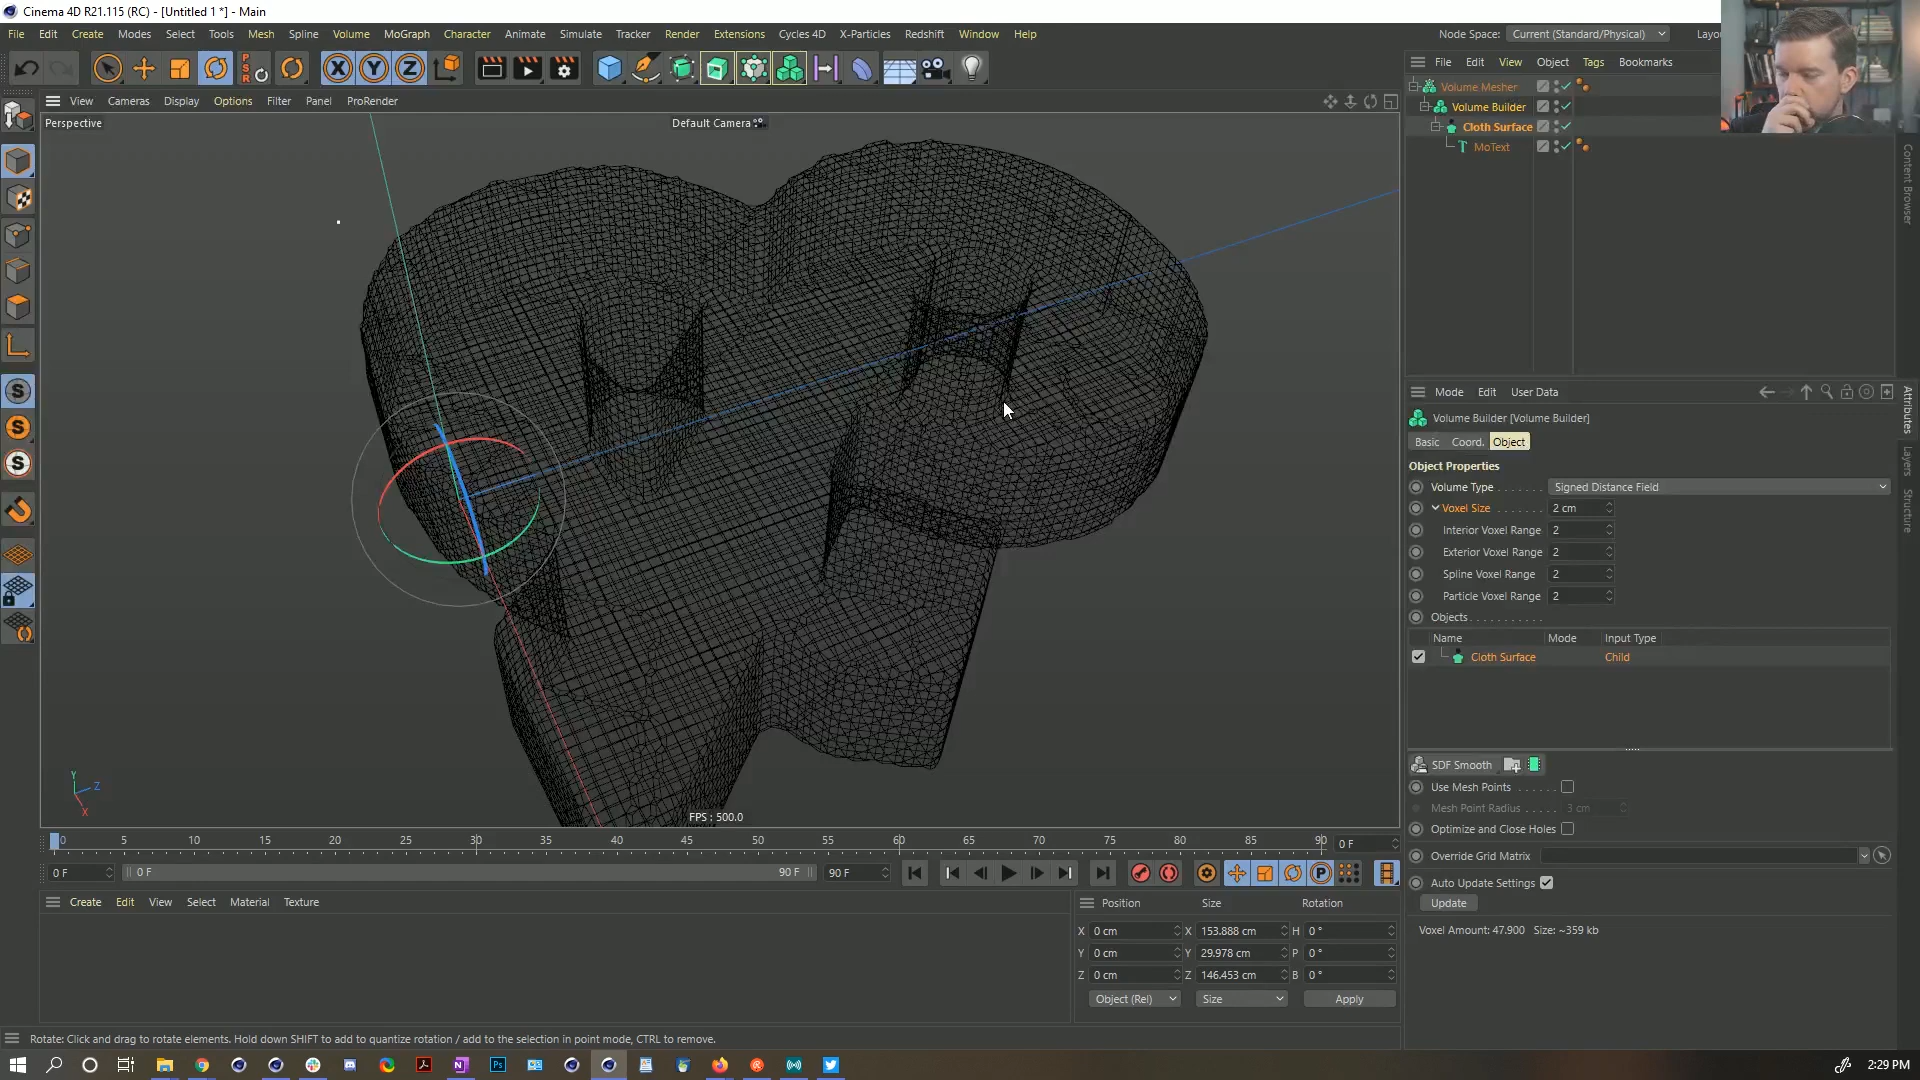 Cinema 4D R21.115 (RC) - [Untitled 1 *] - Main
File Edit Create Modes Select Tools Mesh Spline Volume MoGraph Character Animate Simulate Tracker Render Extensions Cycles 4D X-Particles Redshift Window Help
Node Space: Current (Standard/Physical) Layou
View Cameras Display Options Filter Panel ProRender
Perspective
Default Camera
File Edit View Object Tags Bookmarks
Volume Mesher
Volume Builder
Cloth Surface
MoText
Content Browser
Mode Edit User Data
Attributes
Layers
Structure
Volume Builder [Volume Builder]
Basic Coord. Object
Object Properties
Volume Type Signed Distance Field
Voxel Size 2 cm
Interior Voxel Range 2
Exterior Voxel Range 2
Spline Voxel Range 2
Particle Voxel Range 2
Objects
Name Mode Input Type
Cloth Surface Child
SDF Smooth
Use Mesh Points
Mesh Point Radius 3 cm
Optimize and Close Holes
Override Grid Matrix
Auto Update Settings
Update
Voxel Amount: 47.900 Size: ~359 kb
Y Z X
FPS : 500.0
0 5 10 15 20 25 30 35 40 45 50 55 60 65 70 75 80 85 90 0 F
0 F 0 F 90 F 90 F
Create Edit View Select Material Texture
Position Size Rotation
X 0 cm X 153.888 cm H 0 °
Y 0 cm Y 29.978 cm P 0 °
Z 0 cm Z 146.453 cm B 0 °
Object (Rel) Size Apply
Rotate: Click and drag to rotate elements. Hold down SHIFT to add to quantize rotation / add to the selection in point mode, CTRL to remove.
2:29 PM